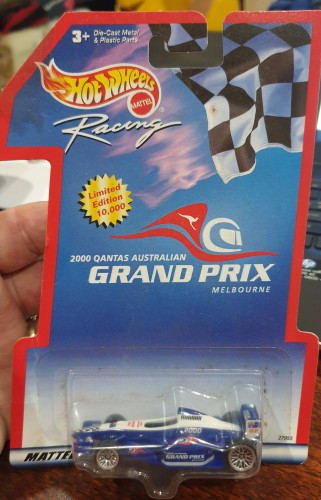 3+ Die-Cast Metal
& Plastic Parts
Hot Wheels
MATTEL
Racing
Limited
Edition
10,000
2000 QANTAS AUSTRALIAN
GRAND PRIX
MELBOURNE
2000
GRAND PRIX
MATTEL